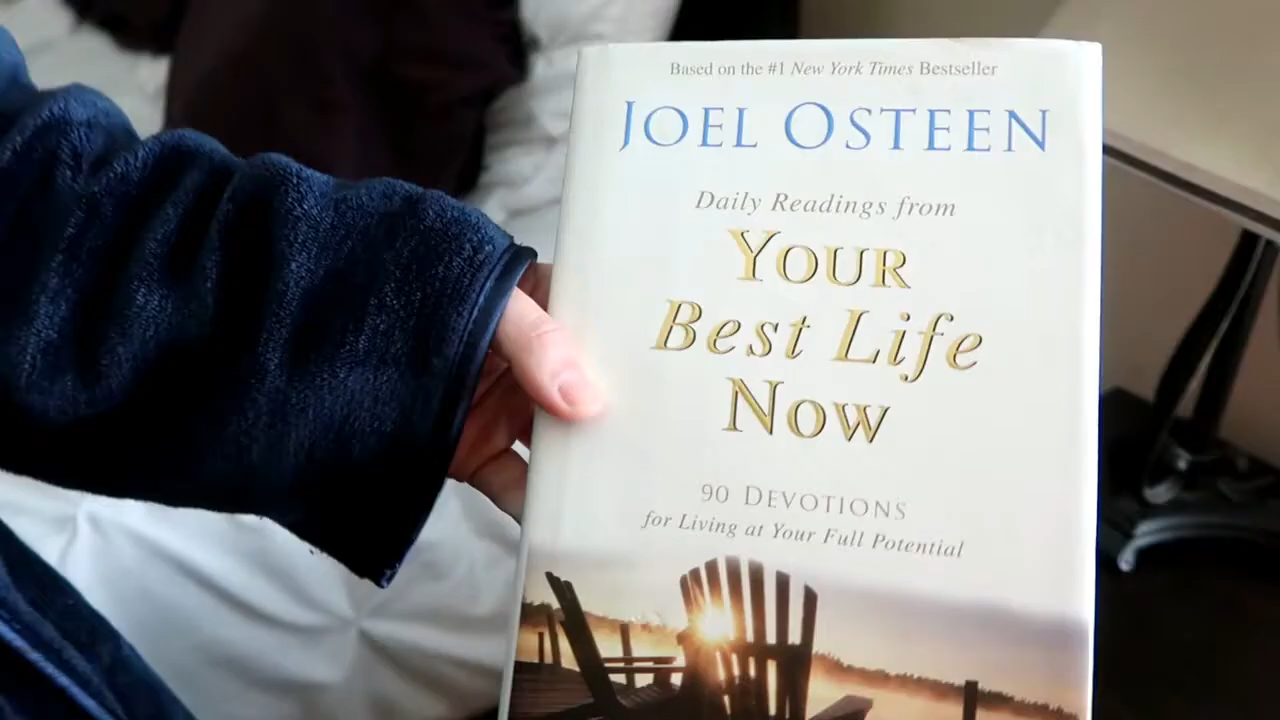 Based on the #1 New York Times Bestseller
JOEL OSTEEN
Daily Readings from
YOUR
Best Life
NOW
90 DEVOTIONS
for Living at Your Full Potential